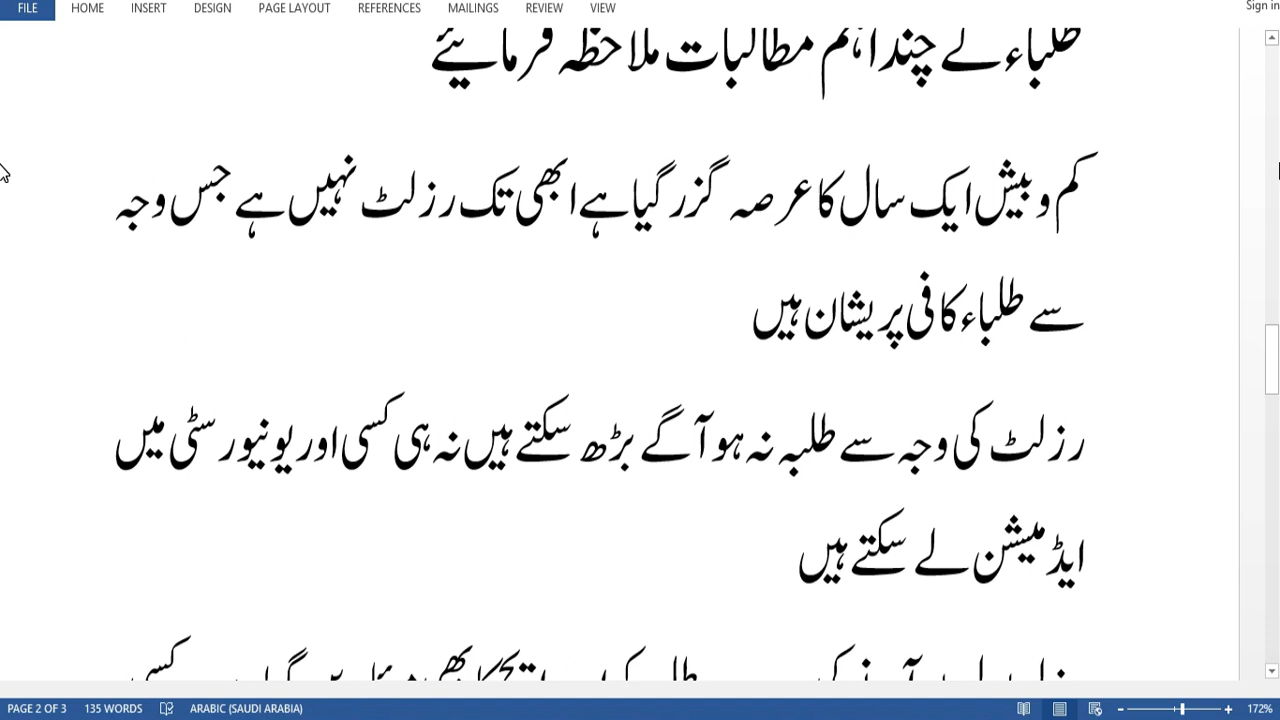 FILE HOME INSERT DESIGN PAGE LAYOUT REFERENCES MAILINGS REVIEW VIEW Sign in
طلباء کے چند اہم مطالبات ملاحظہ فرمائیے
کم و بیش ایک سال کا عرصہ گزر گیا ہے ابھی تک رزلٹ نہیں ہے جس وجہ
سے طلباء کافی پریشان ہیں
رزلٹ کی وجہ سے طلبہ نہ ہو آگے بڑھ سکتے ہیں نہ ہی کسی اور یونیورسٹی میں
ایڈمیشن لے سکتے ہیں
PAGE 2 OF 3 135 WORDS ARABIC (SAUDI ARABIA) 172%